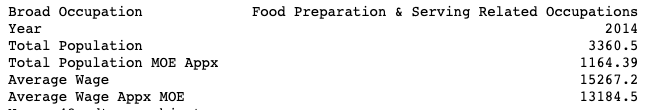 Broad Occupation Food Preparation & Serving Related Occupations
Year 2014
Total Population 3360.5
Total Population MOE Appx 1164.39
Average Wage 15267.2
Average Wage Appx MOE 13184.5